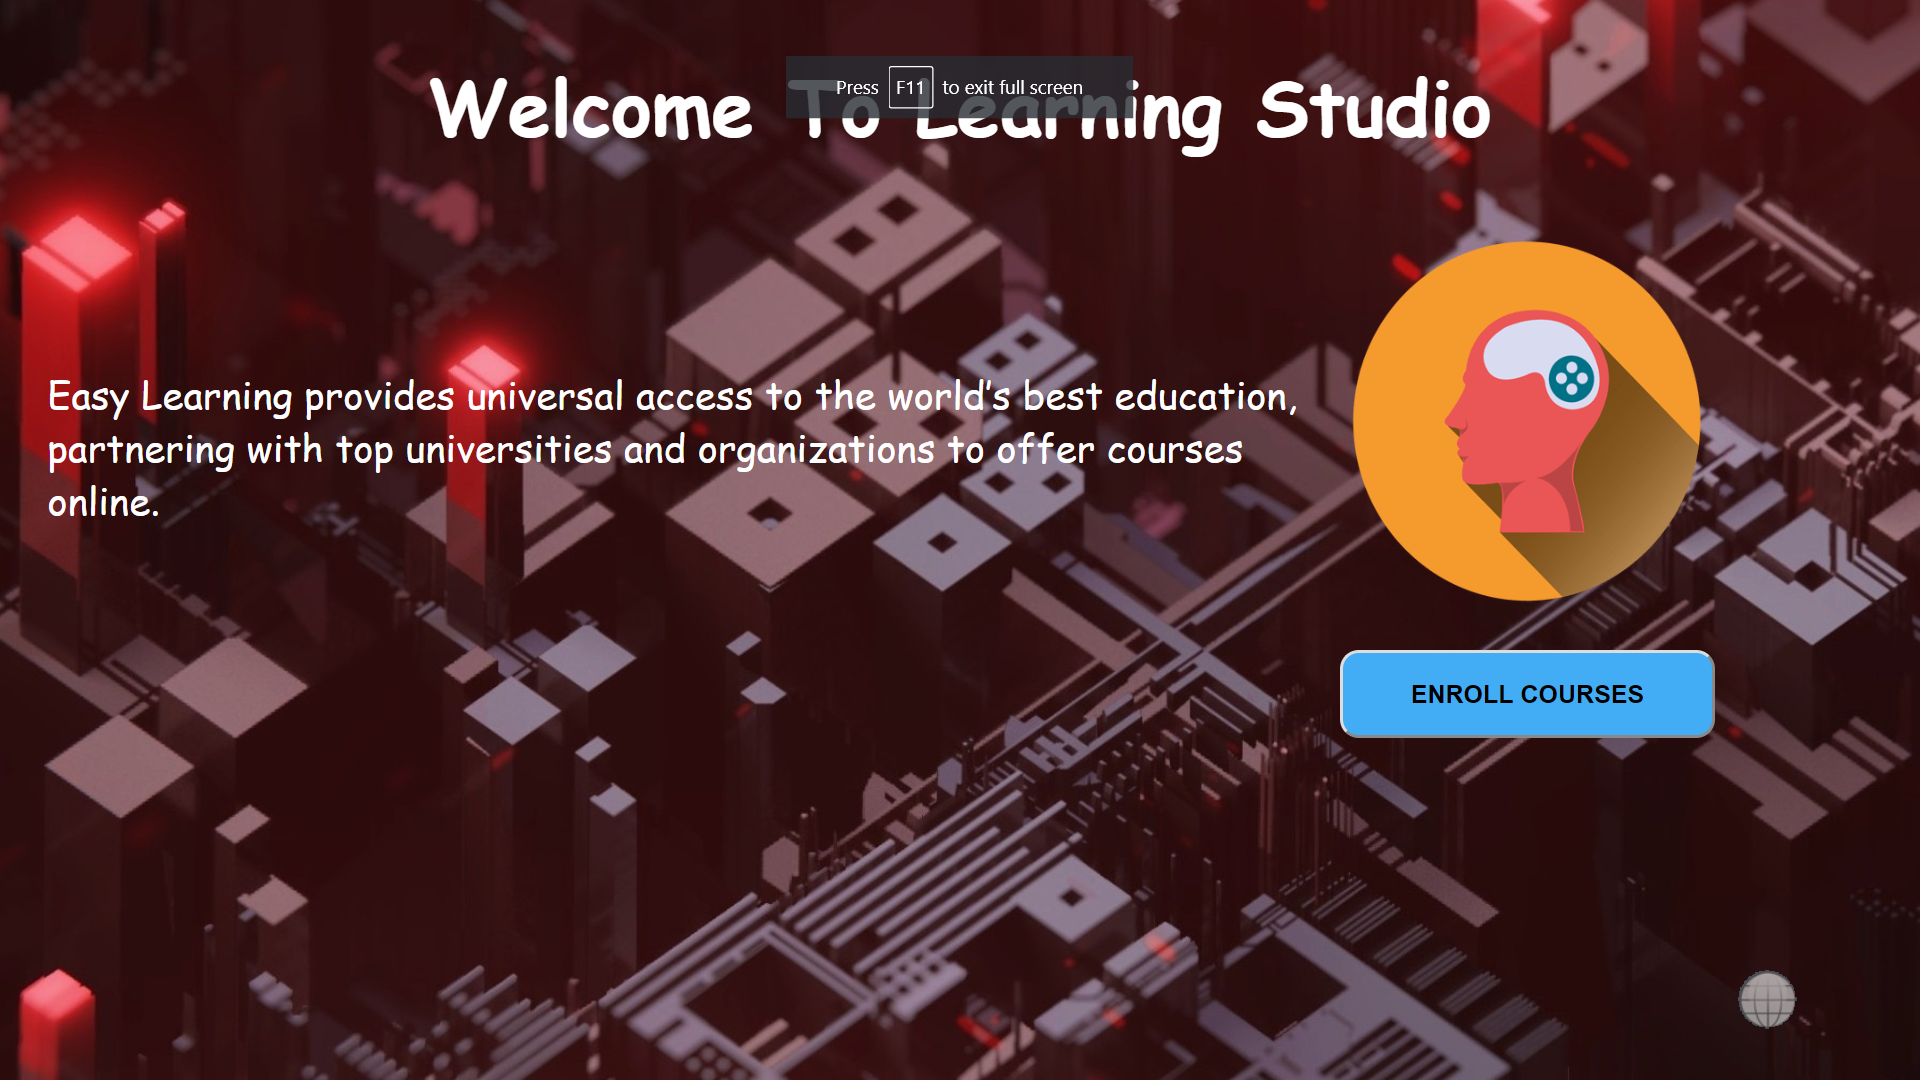 Press F11 to exit full screen
Welcome To Learning Studio
Easy Learning provides universal access to the world's best education,
partnering with top universities and organizations to offer courses
online.
ENROLL COURSES